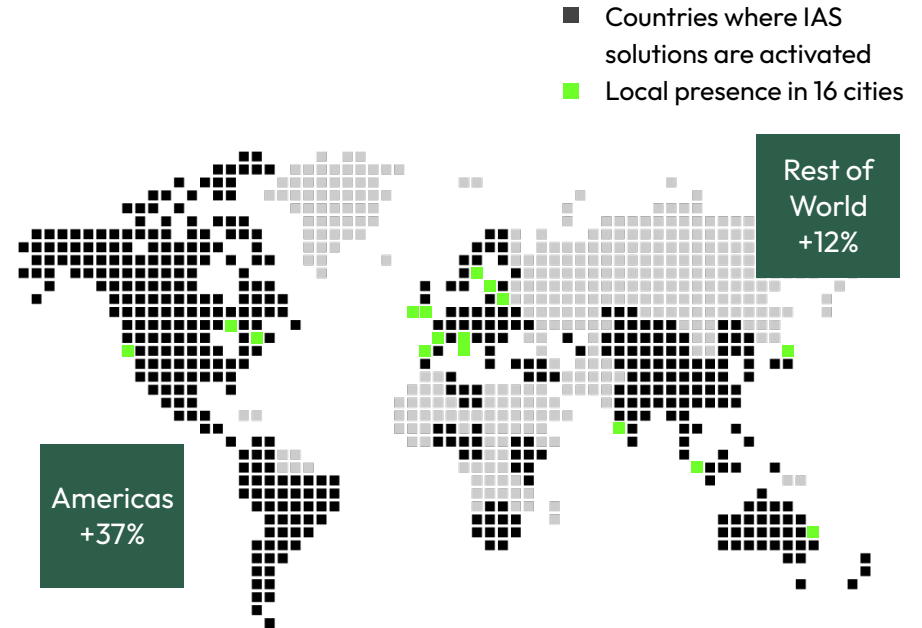 Countries where IAS
solutions are activated
Local presence in 16 cities
Rest of
World
+12%
Americas
+37%